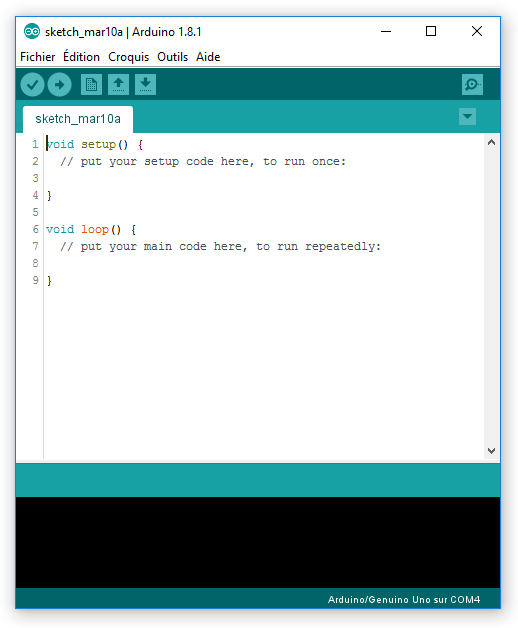 sketch_mar10a | Arduino 1.8.1
Fichier Édition Croquis Outils Aide
sketch_mar10a
1 void setup() {
2   // put your setup code here, to run once:
3
4 }
5
6 void loop() {
7   // put your main code here, to run repeatedly:
8
9 }
Arduino/Genuino Uno sur COM4